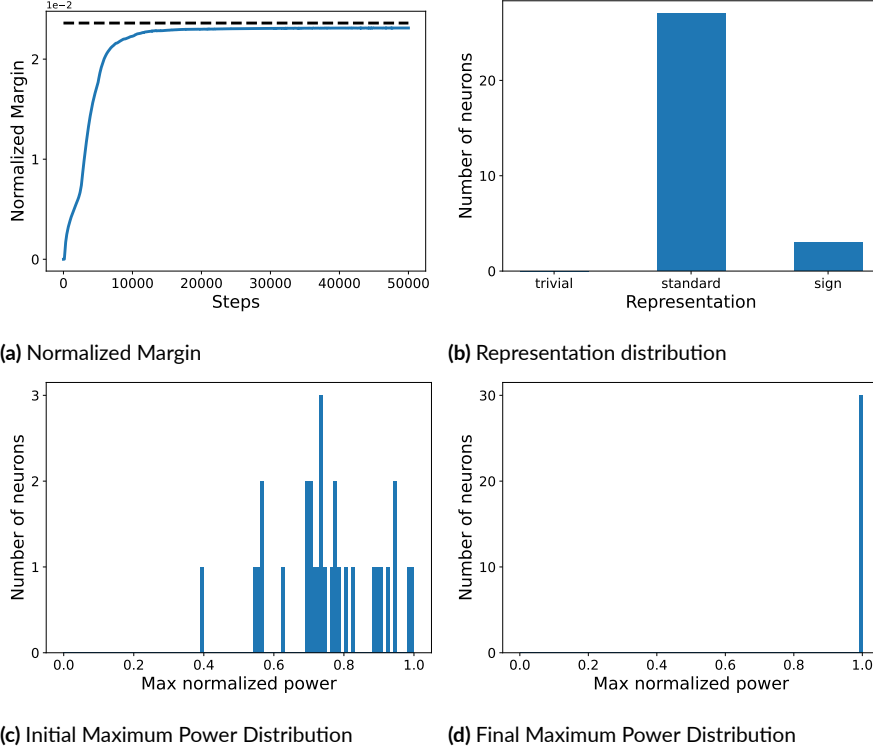 1e−2
2
1
0
Normalized Margin
0 10000 20000 30000 40000 50000
Steps
(a) Normalized Margin
20
10
0
Number of neurons
trivial standard sign
Representation
(b) Representation distribution
3
2
1
0
Number of neurons
0.0 0.2 0.4 0.6 0.8 1.0
Max normalized power
(c) Initial Maximum Power Distribution
30
20
10
0
Number of neurons
0.0 0.2 0.4 0.6 0.8 1.0
Max normalized power
(d) Final Maximum Power Distribution